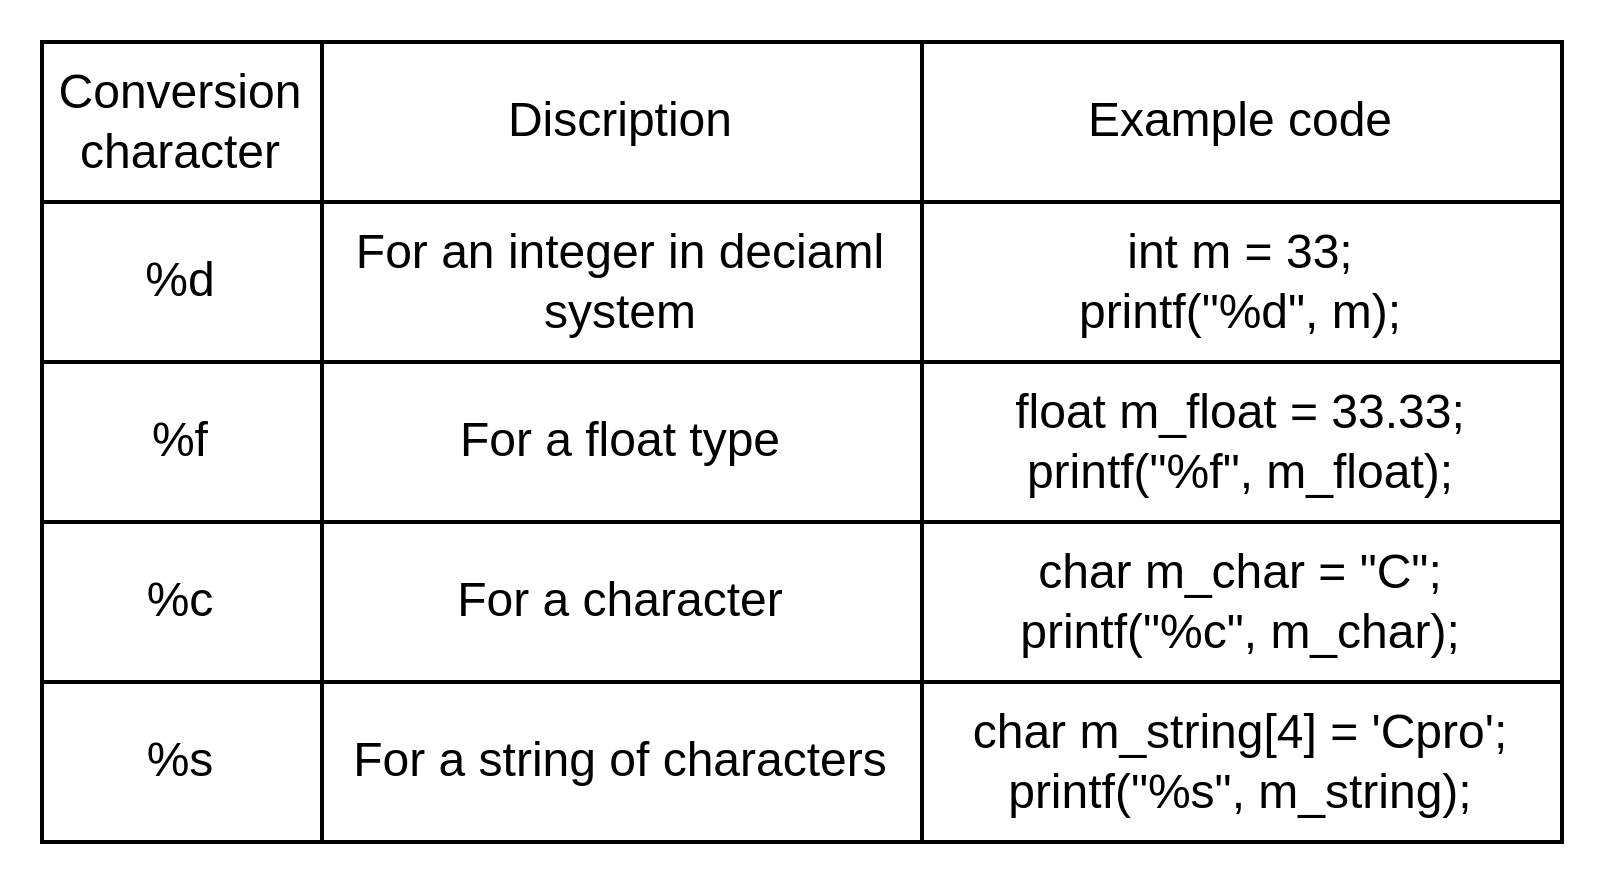 Conversion
character
Discription
Example code
%d
For an integer in deciaml
system
int m = 33;
printf("%d", m);
%f
For a float type
float m_float = 33.33;
printf("%f", m_float);
%c
For a character
char m_char = "C";
printf("%c", m_char);
%s
For a string of characters
char m_string[4] = 'Cpro';
printf("%s", m_string);